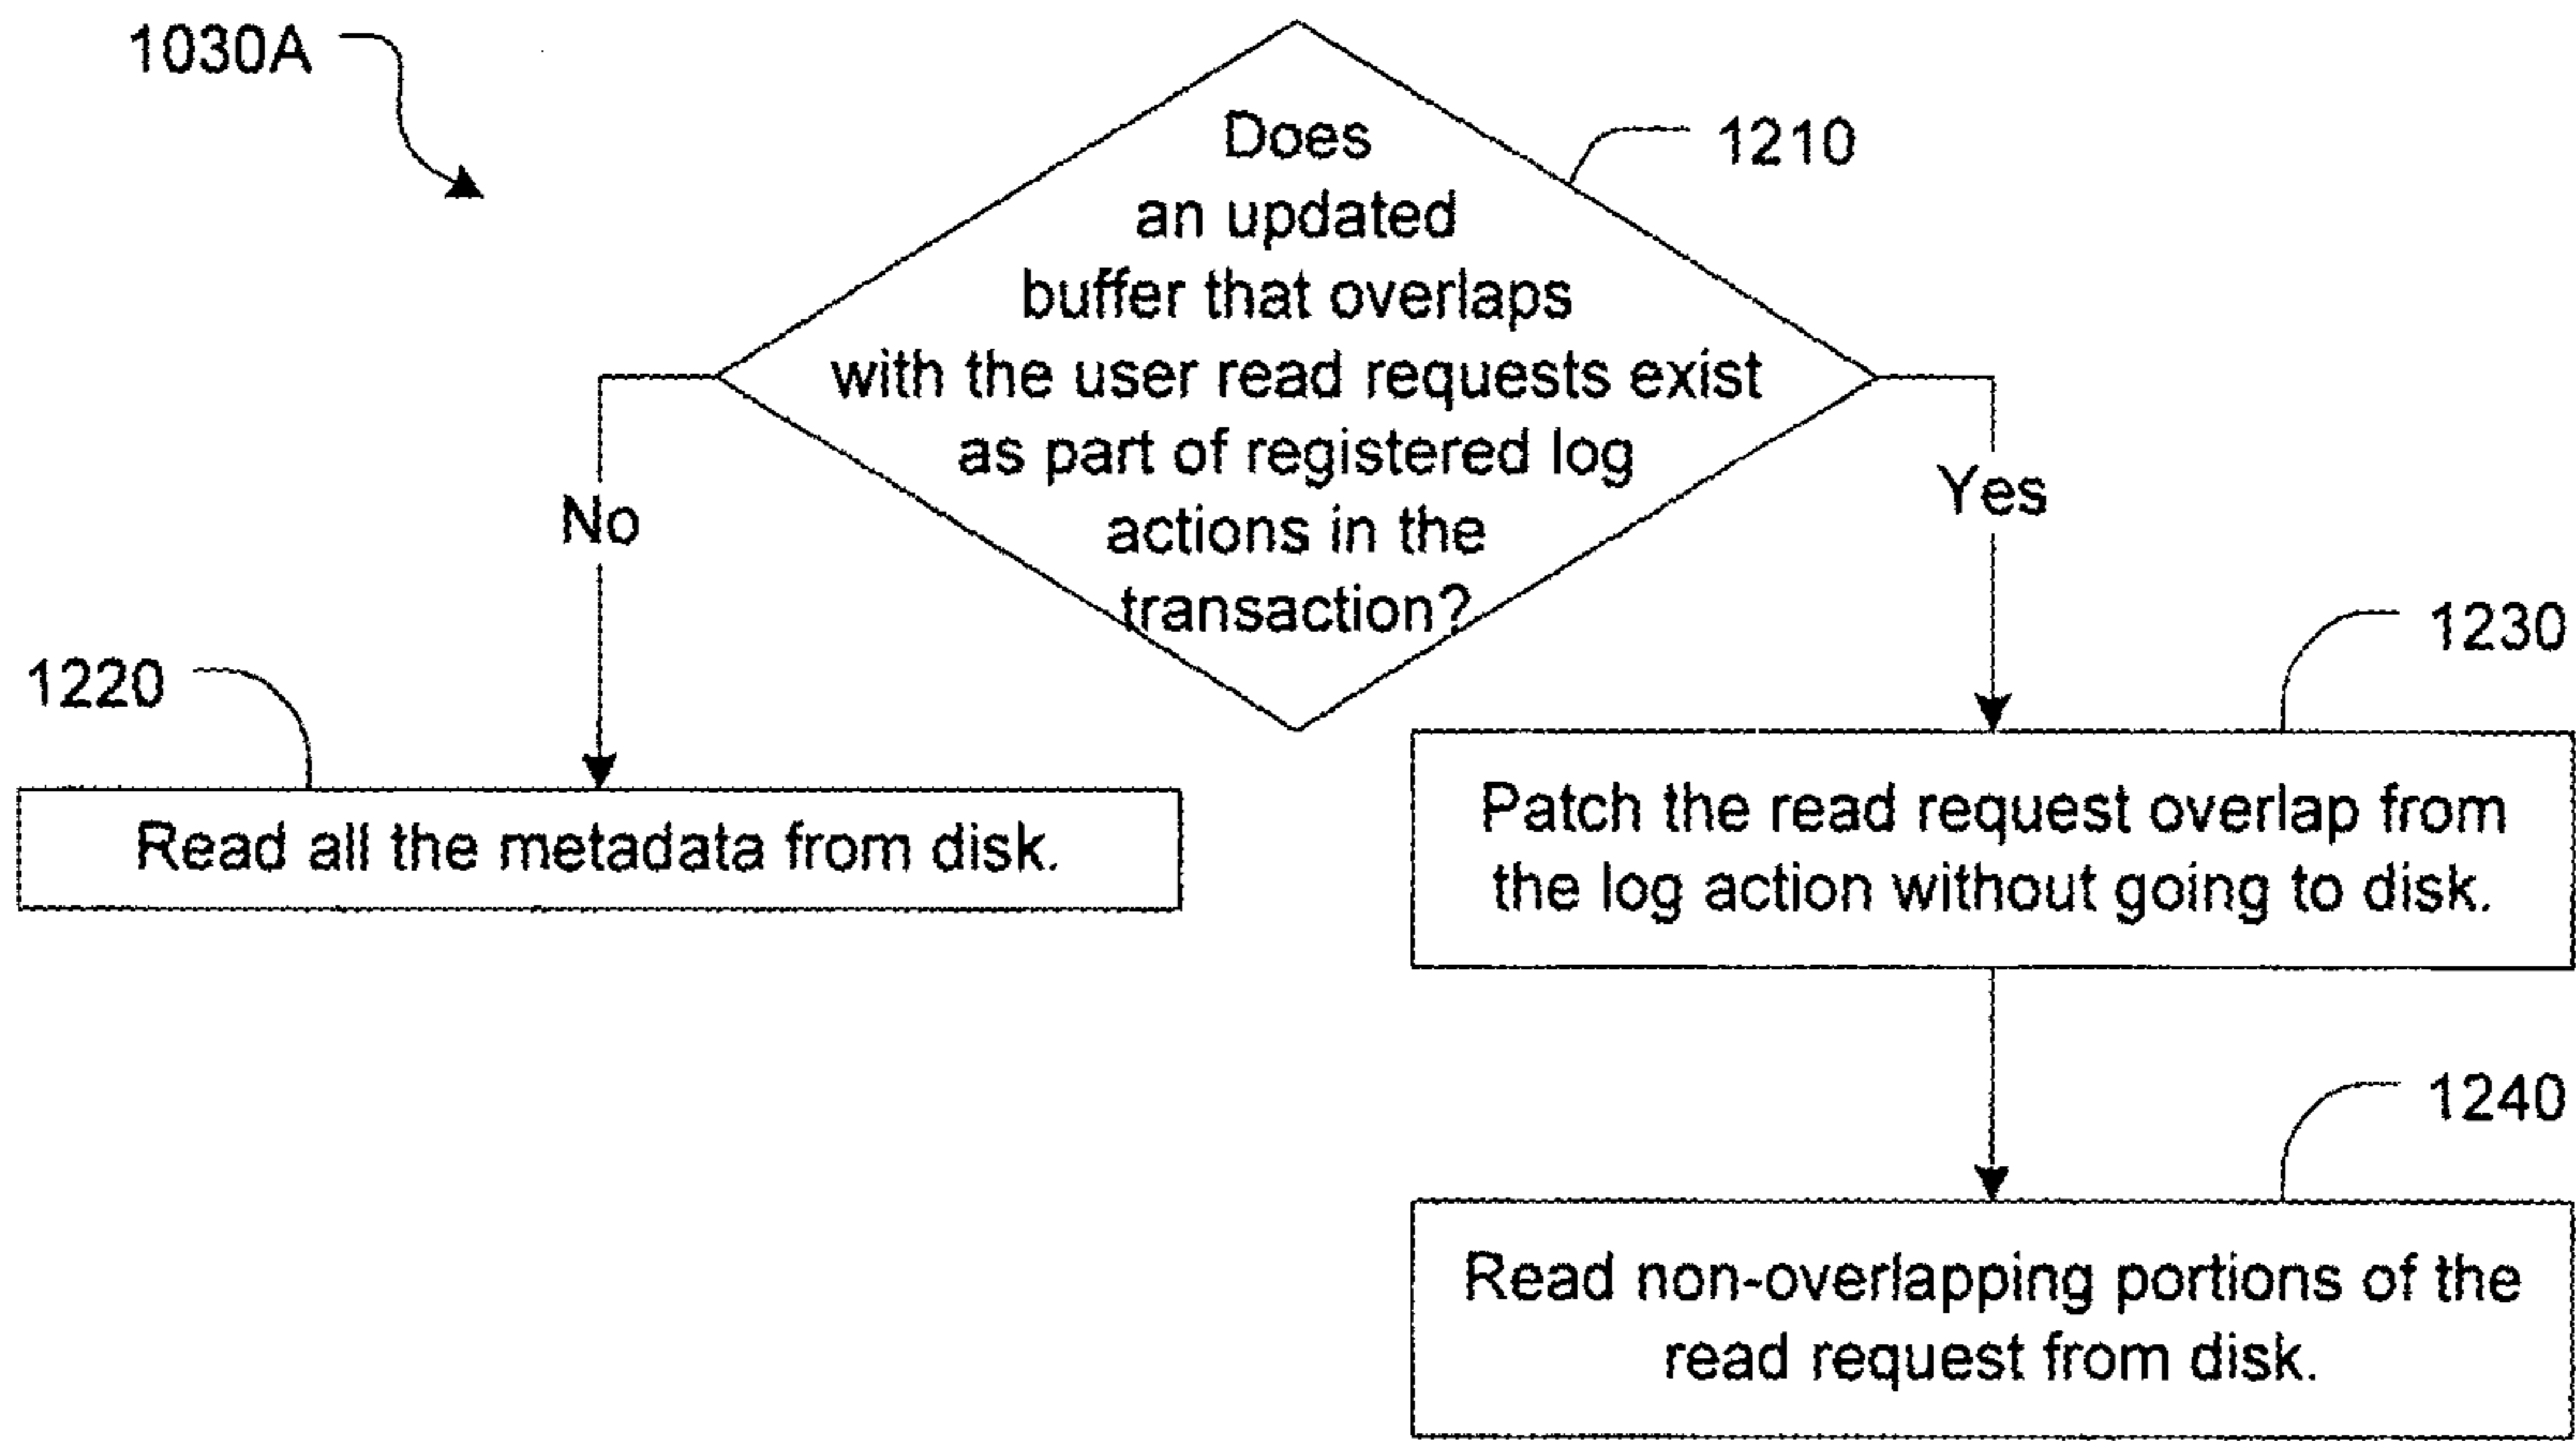 1030A
Does
an updated
buffer that overlaps
with the user read requests exist
as part of registered log
actions in the
transaction?
1210
No
Yes
1220
Read all the metadata from disk.
1230
Patch the read request overlap from
the log action without going to disk.
1240
Read non-overlapping portions of the
read request from disk.